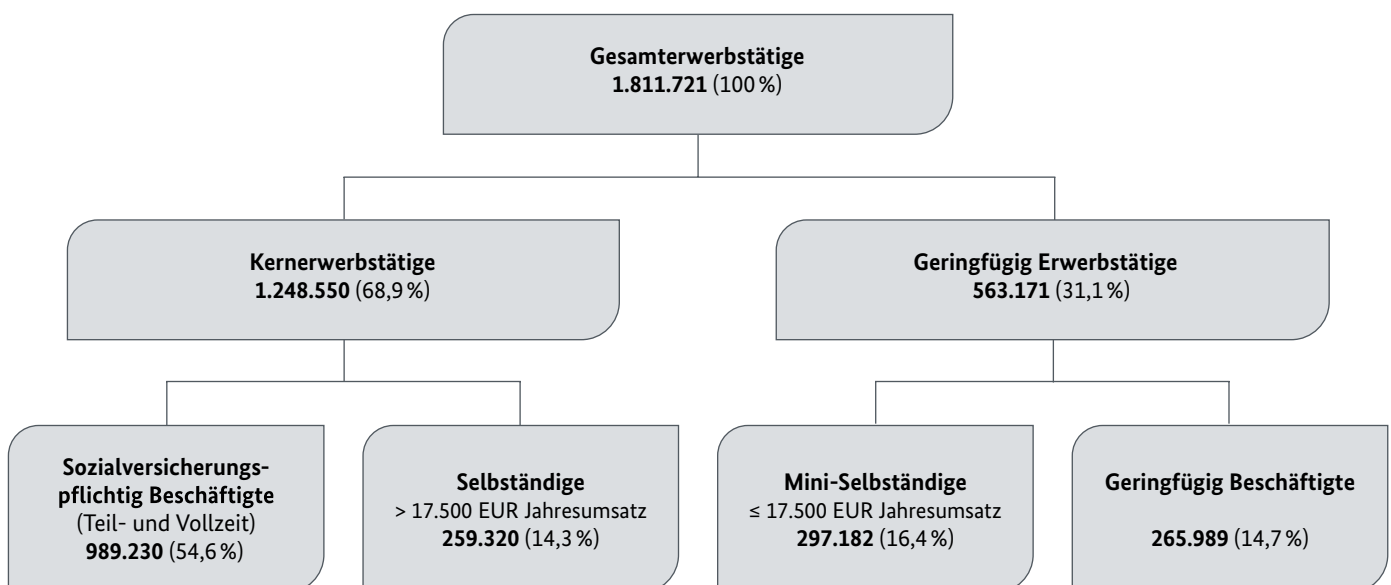 Gesamterwerbstätige
1.811.721 (100 %)
Kernerwerbstätige
1.248.550 (68,9 %)
Geringfügig Erwerbstätige
563.171 (31,1 %)
Sozialversicherungs-
pflichtig Beschäftigte
(Teil- und Vollzeit)
989.230 (54,6 %)
Selbständige
> 17.500 EUR Jahresumsatz
259.320 (14,3 %)
Mini-Selbständige
≤ 17.500 EUR Jahresumsatz
297.182 (16,4 %)
Geringfügig Beschäftigte
265.989 (14,7 %)